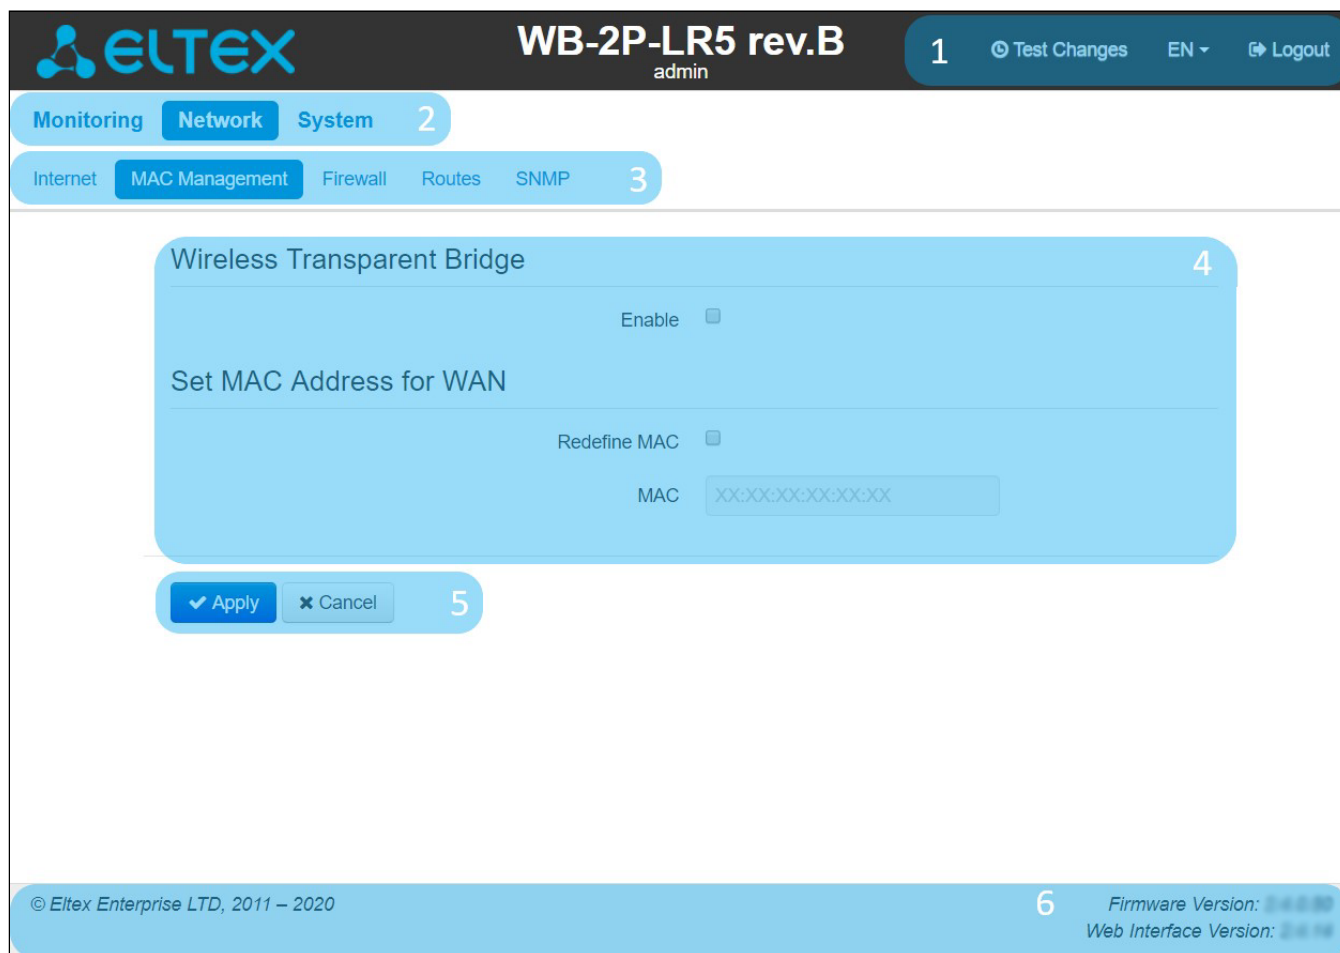 ELTEX
WB-2P-LR5 rev.B
admin
1
Test Changes
EN
Logout
Monitoring Network System 2
Internet MAC Management Firewall Routes SNMP 3
Wireless Transparent Bridge 4
Enable
Set MAC Address for WAN
Redefine MAC
MAC XX:XX:XX:XX:XX:XX
Apply Cancel 5
© Eltex Enterprise LTD, 2011 – 2020 6 Firmware Version:
Web Interface Version: